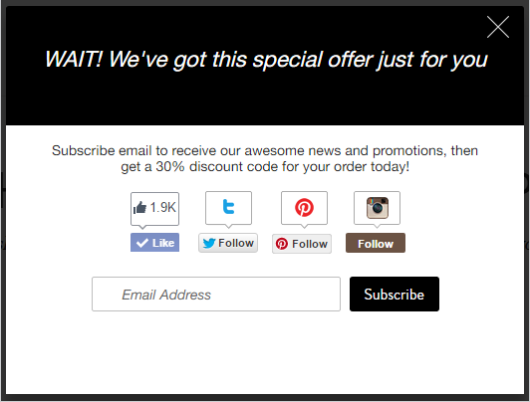 WAIT! We've got this special offer just for you
Subscribe email to receive our awesome news and promotions, then
get a 30% discount code for your order today!
1.9K
Like Follow Follow Follow
Email Address Subscribe